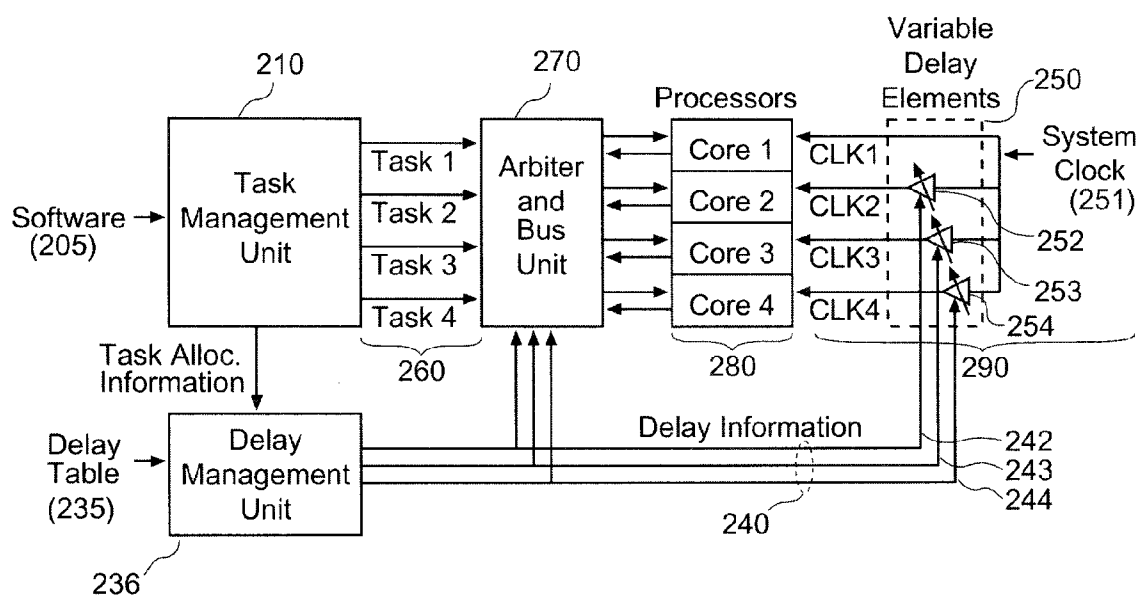 Variable
Delay
Elements
250
210
270
Processors
Task
Management
Unit
Software
(205)
Task 1
Task 2
Task 3
Task 4
Arbiter
and
Bus
Unit
Core 1
Core 2
Core 3
Core 4
CLK1
CLK2
CLK3
CLK4
System
Clock
(251)
252
253
254
260
280
290
Task Alloc.
Information
Delay
Table
(235)
Delay
Management
Unit
Delay Information
242
243
244
240
236